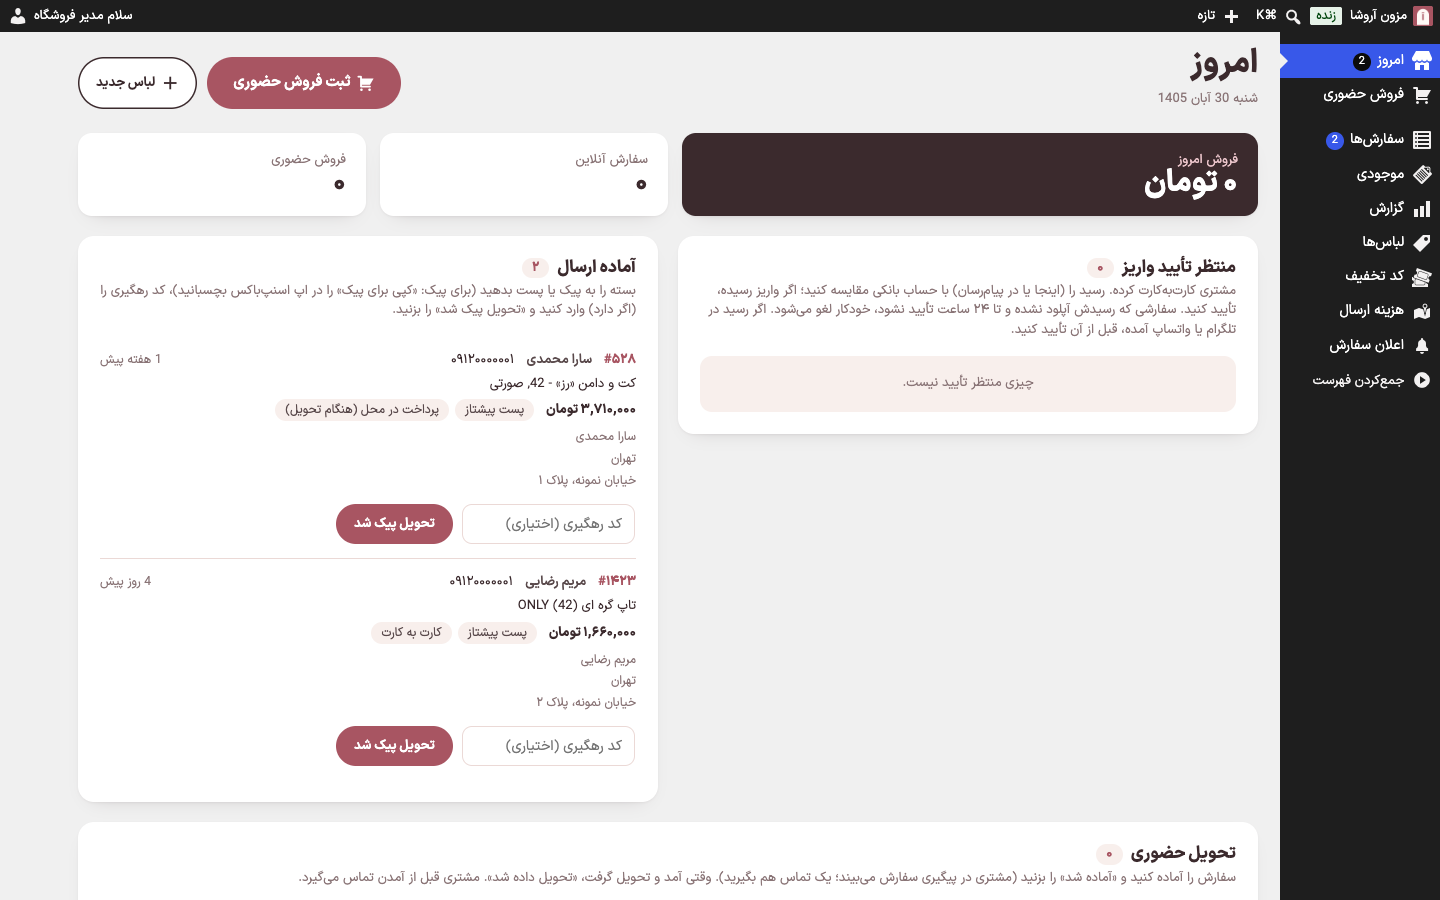 مزون آروشا
زنده
⌘K
تازه
سلام مدیر فروشگاه
امروز 2
فروش حضوری
سفارش‌ها 2
موجودی
گزارش
لباس‌ها
کد تخفیف
هزینه ارسال
اعلان سفارش
جمع‌کردن فهرست
امروز
شنبه 30 آبان 1405
ثبت فروش حضوری
لباس جدید
فروش امروز
۰ تومان
سفارش آنلاین
۰
فروش حضوری
۰
منتظر تأیید واریز ۰
مشتری کارت‌به‌کارت کرده. رسید را (اینجا یا در پیام‌رسان) با حساب بانکی مقایسه کنید؛ اگر واریز رسیده،
تأیید کنید. سفارشی که رسیدش آپلود نشده و تا ۲۴ ساعت تأیید نشود، خودکار لغو می‌شود. اگر رسید در
تلگرام یا واتساپ آمده، قبل از آن تأیید کنید.
چیزی منتظر تأیید نیست.
آماده ارسال ۲
بسته را به پیک یا پست بدهید (برای پیک: «کپی برای پیک» را در اپ اسنپ‌باکس بچسبانید)، کد رهگیری را
(اگر دارد) وارد کنید و «تحویل پیک شد» را بزنید.
#۵۲۸ سارا محمدی ۰۹۱۲۰۰۰۰۰۰۱ 1 هفته پیش
کت و دامن «رز» - 42, صورتی
۳,۷۱۰,۰۰۰ تومان پست پیشتاز پرداخت در محل (هنگام تحویل)
سارا محمدی
تهران
خیابان نمونه، پلاک ۱
کد رهگیری (اختیاری) تحویل پیک شد
#۱۴۲۳ مریم رضایی ۰۹۱۲۰۰۰۰۰۰۱ 4 روز پیش
تاپ گره ای ONLY (42)
۱,۶۶۰,۰۰۰ تومان پست پیشتاز کارت به کارت
مریم رضایی
تهران
خیابان نمونه، پلاک ۲
کد رهگیری (اختیاری) تحویل پیک شد
تحویل حضوری ۰
سفارش را آماده کنید و «آماده شد» را بزنید (مشتری در پیگیری سفارش می‌بیند؛ یک تماس هم بگیرید). وقتی آمد و تحویل گرفت، «تحویل داده شد». مشتری قبل از آمدن تماس می‌گیرد.